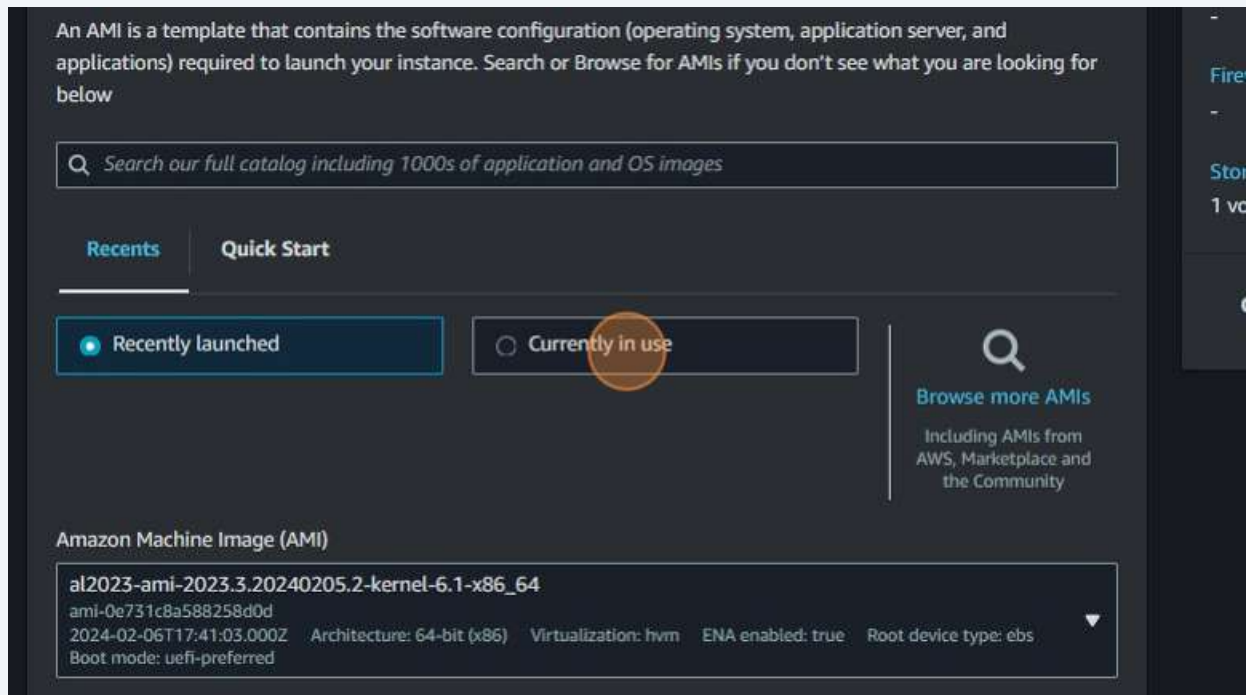 An AMI is a template that contains the software configuration (operating system, application server, and
applications) required to launch your instance. Search or Browse for AMIs if you don't see what you are looking for
below
Search our full catalog including 1000s of application and OS images
Recents Quick Start
Recently launched Currently in use
Browse more AMIs
Including AMIs from
AWS, Marketplace and
the Community
Amazon Machine Image (AMI)
al2023-ami-2023.3.20240205.2-kernel-6.1-x86_64
ami-0e731c8a588258d0d
2024-02-06T17:41:03.000Z Architecture: 64-bit (x86) Virtualization: hvm ENA enabled: true Root device type: ebs
Boot mode: uefi-preferred
-
-
1